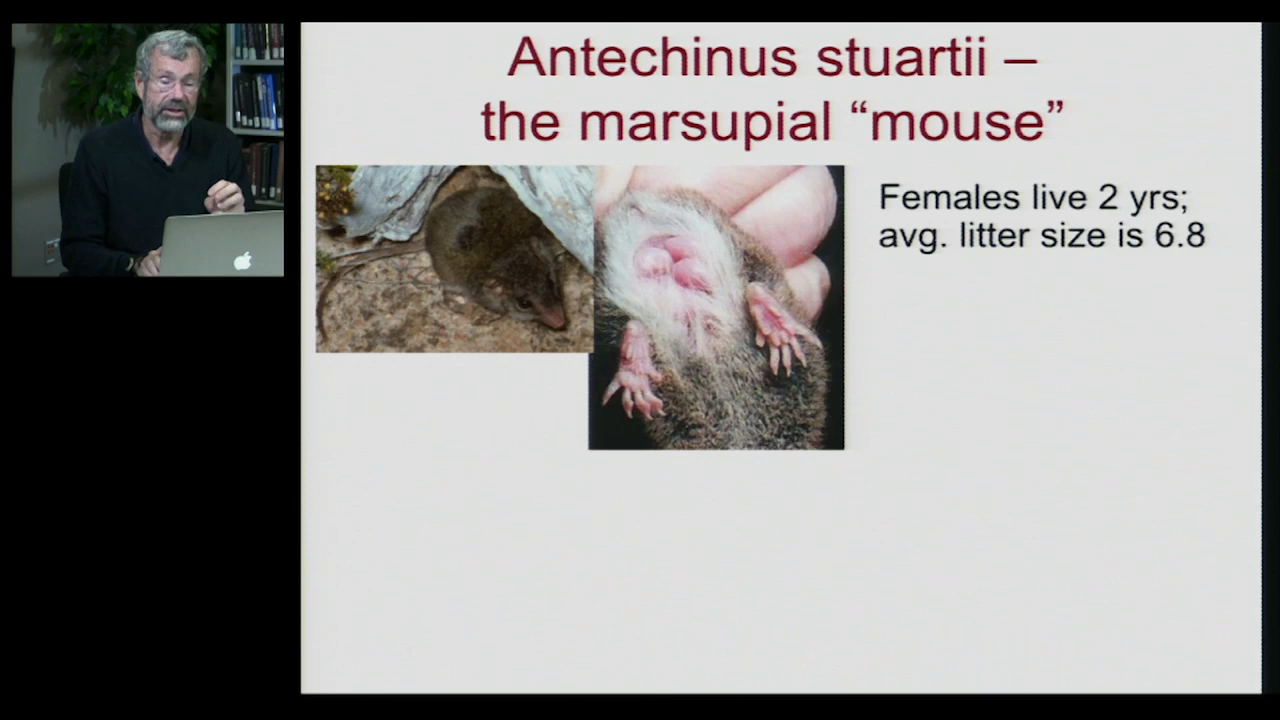 Antechinus stuartii –
the marsupial “mouse”
Females live 2 yrs;
avg. litter size is 6.8